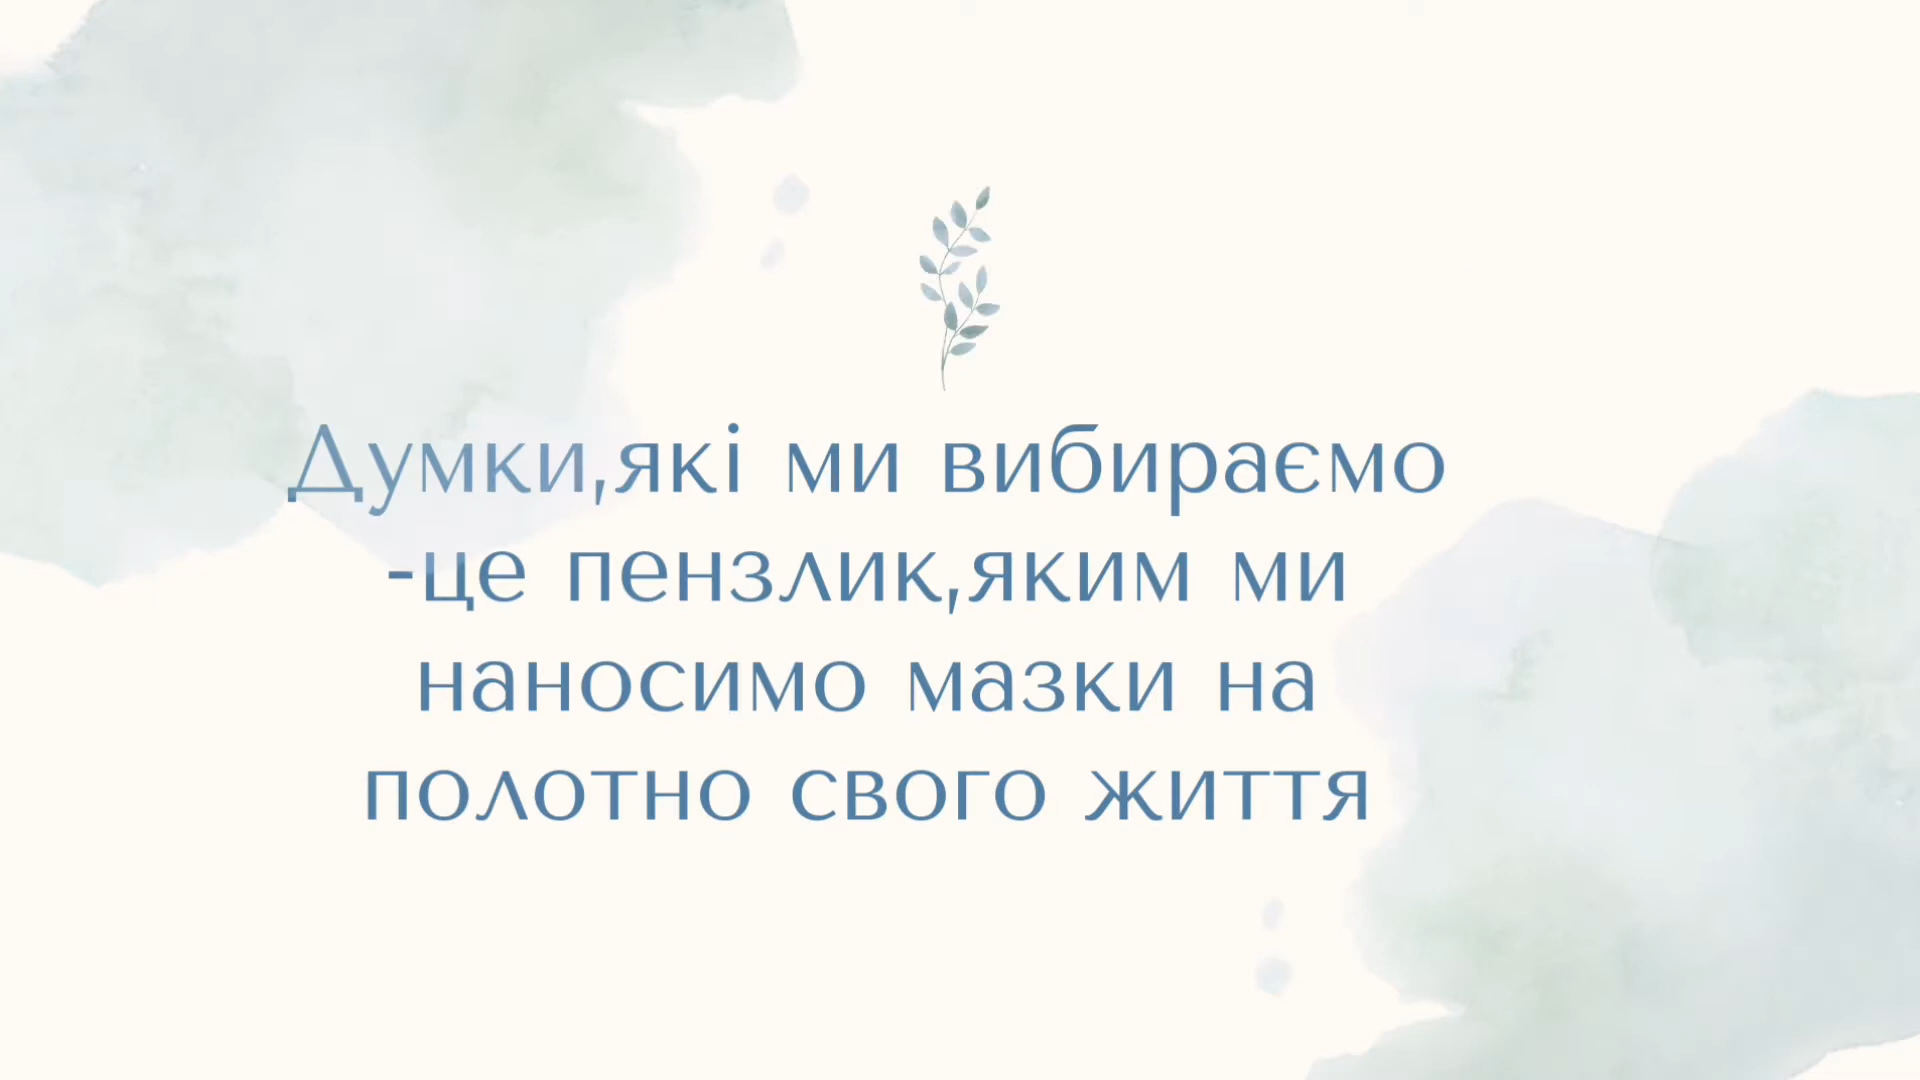 Думки,які ми вибираємо
-це пензлик,яким ми
наносимо мазки на
полотно свого життя